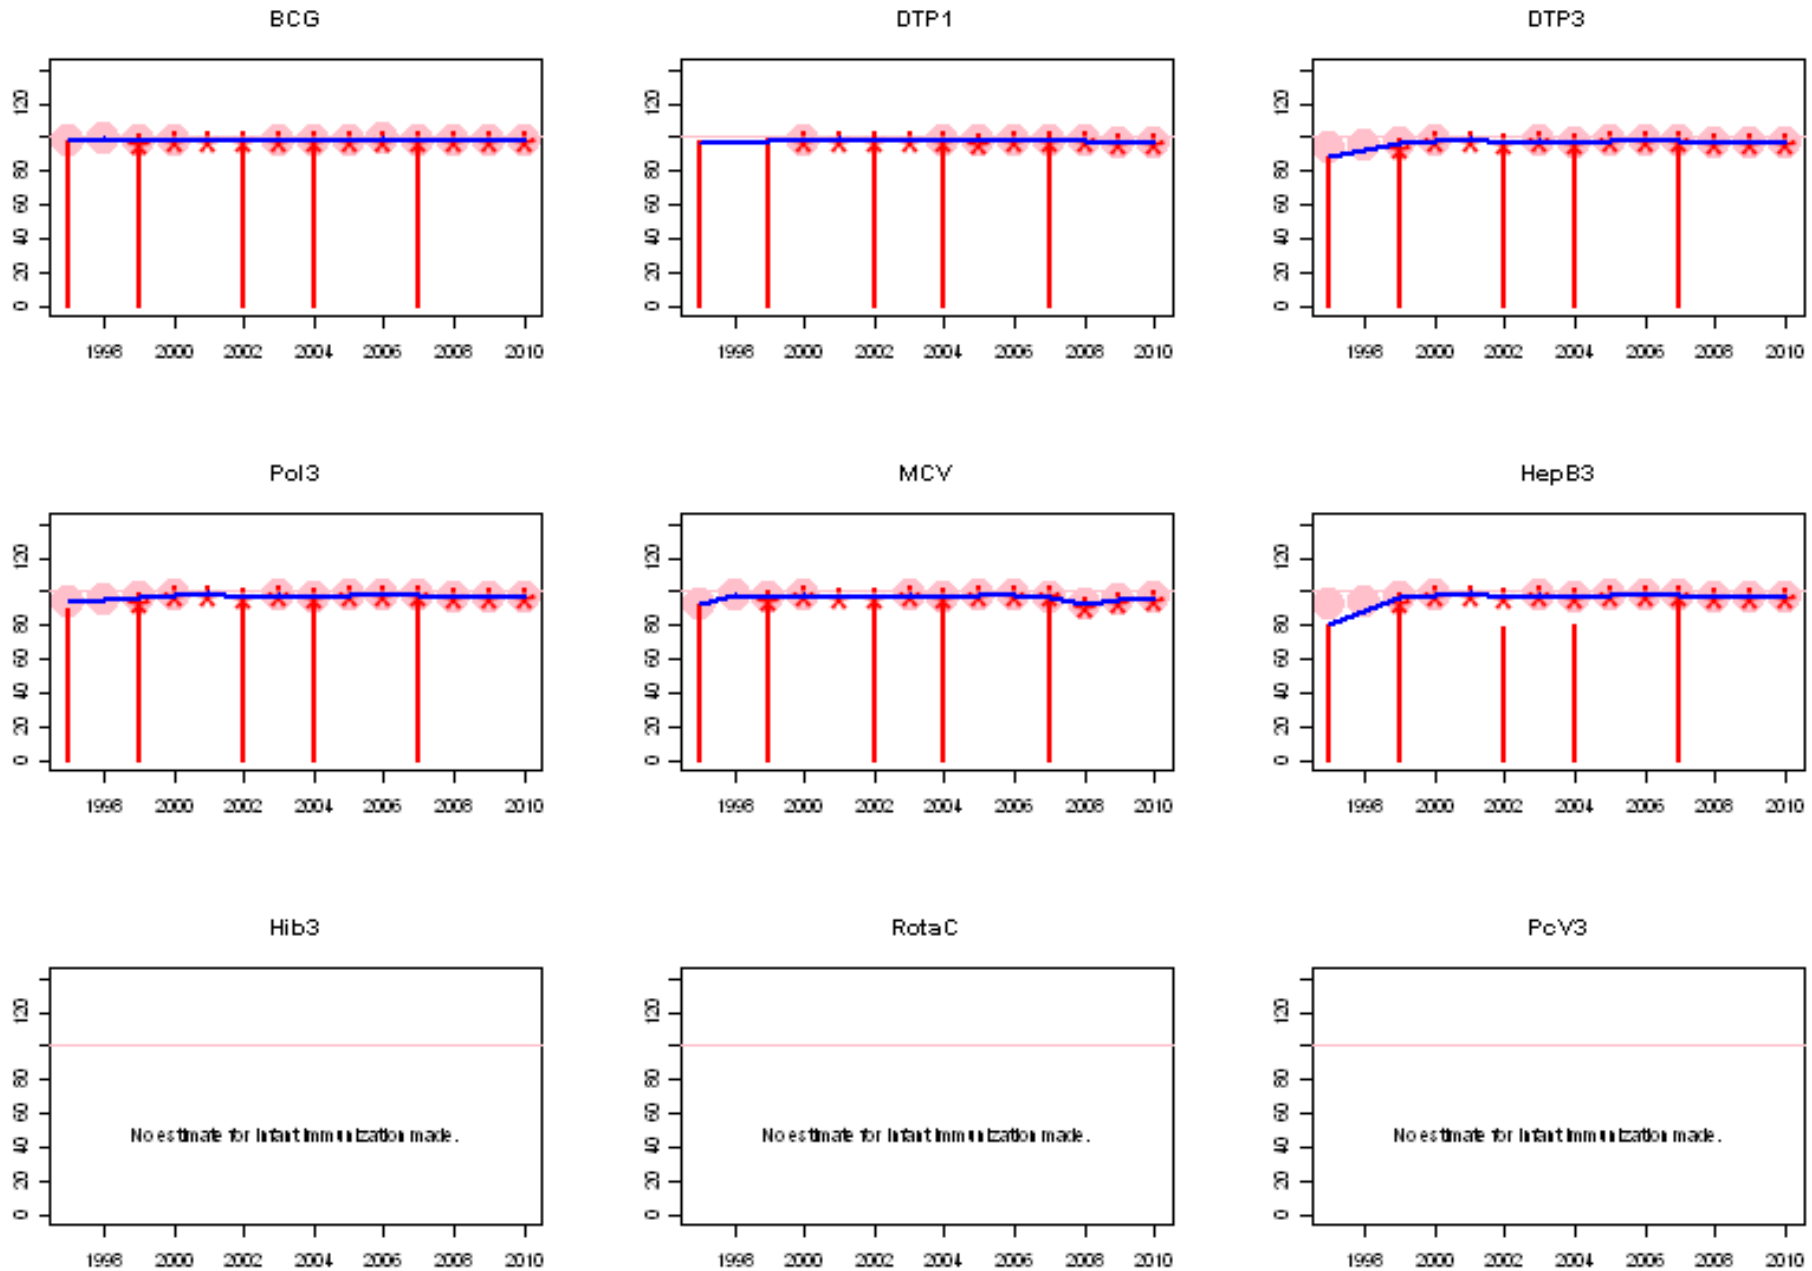 BCG DTP1 DTP3
0 20 40 60 80 120 0 20 40 60 80 120 0 20 40 60 80 120
1998 2000 2002 2004 2006 2008 2010 1998 2000 2002 2004 2006 2008 2010 1998 2000 2002 2004 2006 2008 2010
Pol3 MCV HepB3
0 20 40 60 80 120 0 20 40 60 80 120 0 20 40 60 80 120
1998 2000 2002 2004 2006 2008 2010 1998 2000 2002 2004 2006 2008 2010 1998 2000 2002 2004 2006 2008 2010
Hib3 RotaC PcV3
0 20 40 60 80 120 0 20 40 60 80 120 0 20 40 60 80 120
No estimate for infant immunization made. No estimate for infant immunization made. No estimate for infant immunization made.
1998 2000 2002 2004 2006 2008 2010 1998 2000 2002 2004 2006 2008 2010 1998 2000 2002 2004 2006 2008 2010